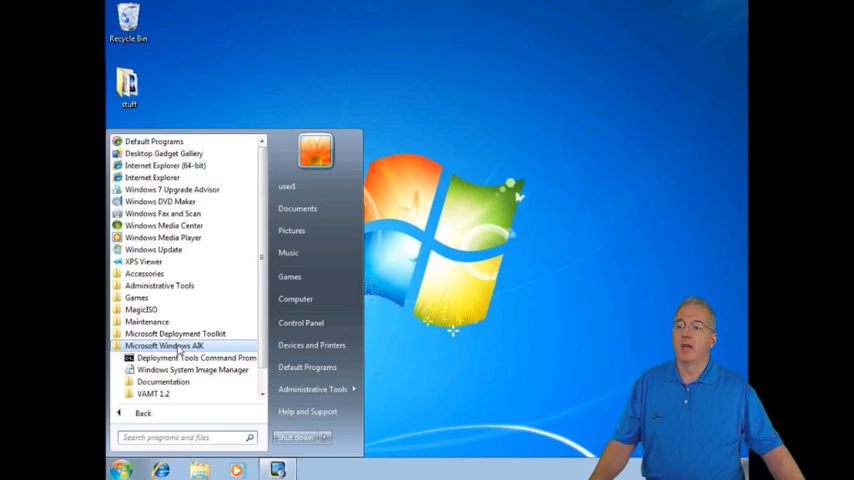 Recycle Bin
stuff
Default Programs
Desktop Gadget Gallery
Internet Explorer (64-bit)
Internet Explorer
Windows 7 Upgrade Advisor
Windows DVD Maker
Windows Fax and Scan
Windows Media Center
Windows Media Player
Windows Update
XPS Viewer
Accessories
Administrative Tools
Games
MagicISO
Maintenance
Microsoft Deployment Toolkit
Microsoft Windows AIK
Deployment Tools Command Prom
Windows System Image Manager
Documentation
VAMT 1.2
Back
Search programs and files
user1
Documents
Pictures
Music
Games
Computer
Control Panel
Devices and Printers
Default Programs
Administrative Tools
Help and Support
Shut down